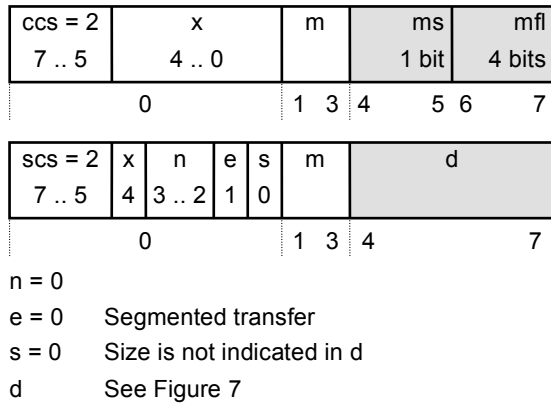 ccs = 2 x m ms mfl
7 .. 5 4 .. 0 1 bit 4 bits
0 1 3 4 5 6 7
scs = 2 x n e s m d
7 .. 5 4 3 .. 2 1 0
0 1 3 4 7
n = 0
e = 0 Segmented transfer
s = 0 Size is not indicated in d
d See Figure 7